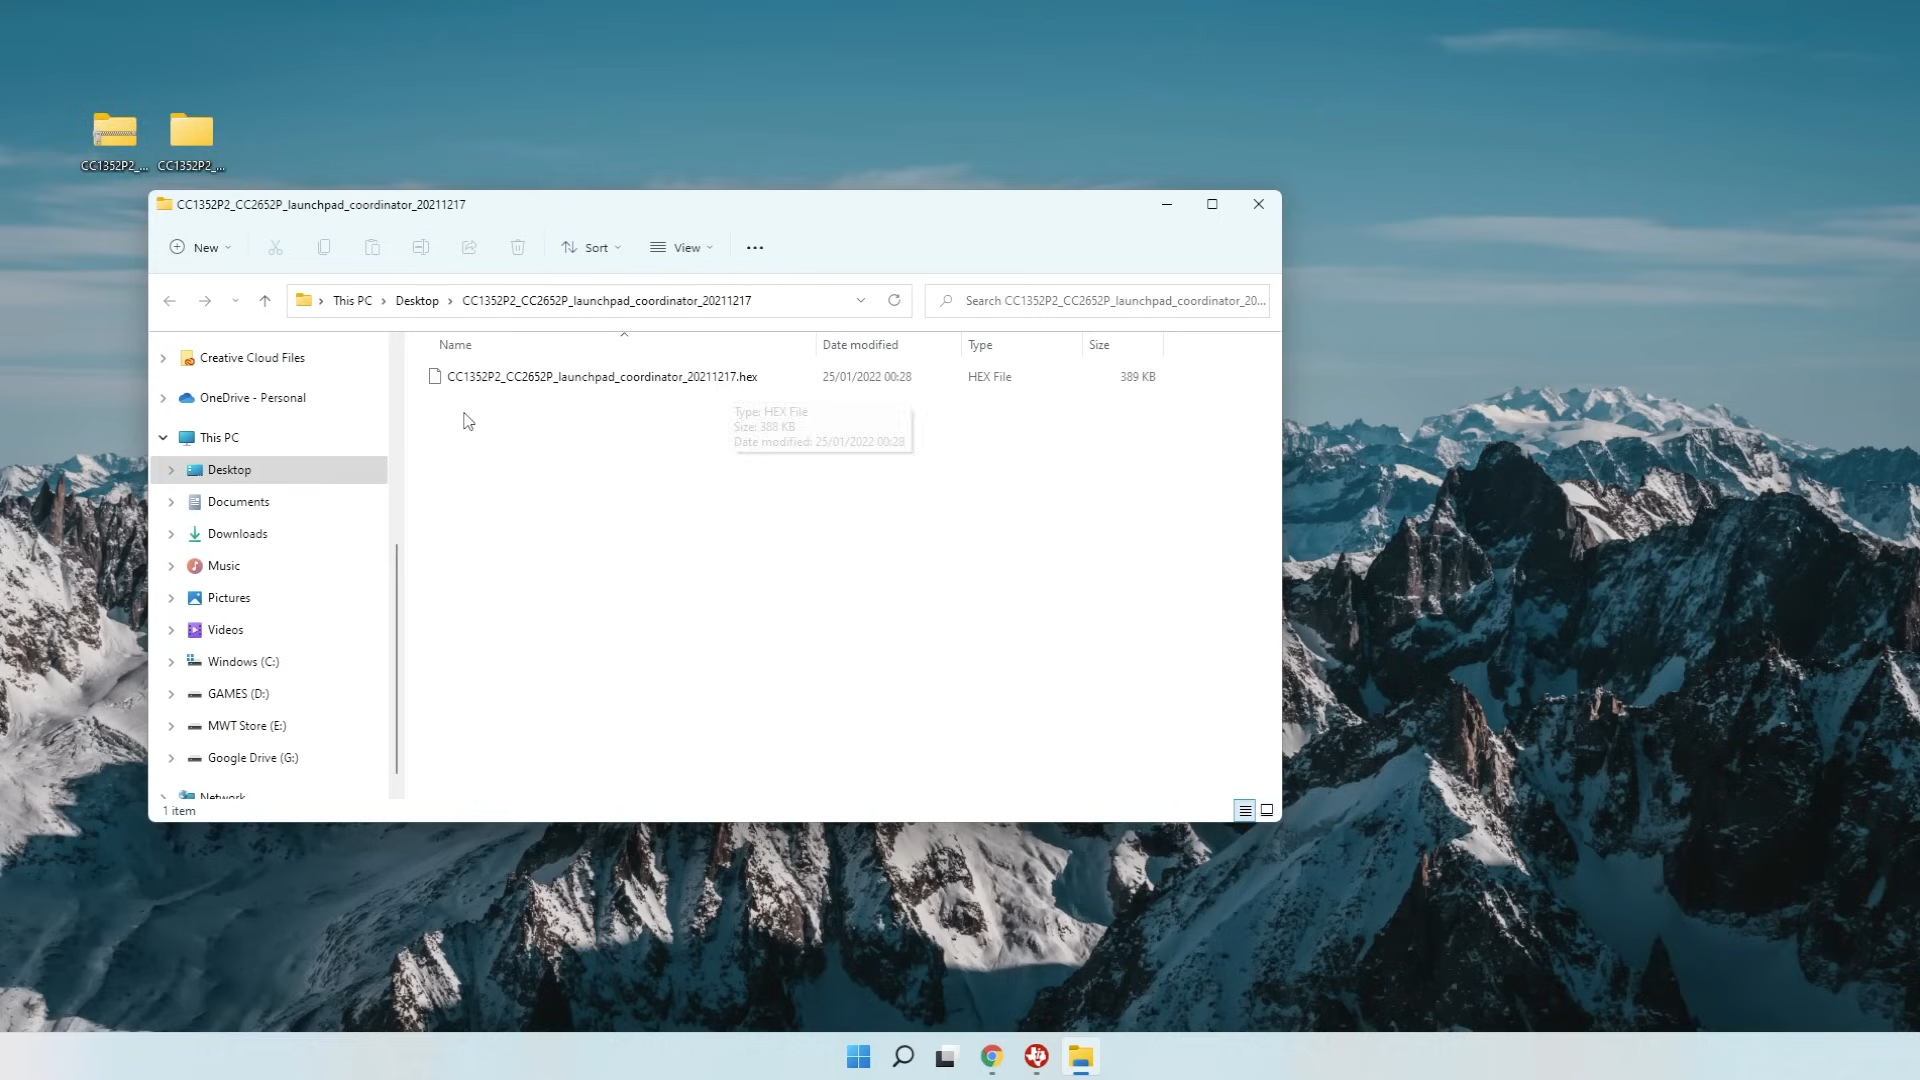 CC1352P2_...
CC1352P2_...
CC1352P2_CC2652P_launchpad_coordinator_20211217
New
Sort
View
This PC
Desktop
CC1352P2_CC2652P_launchpad_coordinator_20211217
Search CC1352P2_CC2652P_launchpad_coordinator_20...
Name
Date modified
Type
Size
CC1352P2_CC2652P_launchpad_coordinator_20211217.hex
25/01/2022 00:28
HEX File
389 KB
Type: HEX File
Size: 388 KB
Date modified: 25/01/2022 00:28
Creative Cloud Files
OneDrive - Personal
This PC
Desktop
Documents
Downloads
Music
Pictures
Videos
Windows (C:)
GAMES (D:)
MWT Store (E:)
Google Drive (G:)
Network
1 item